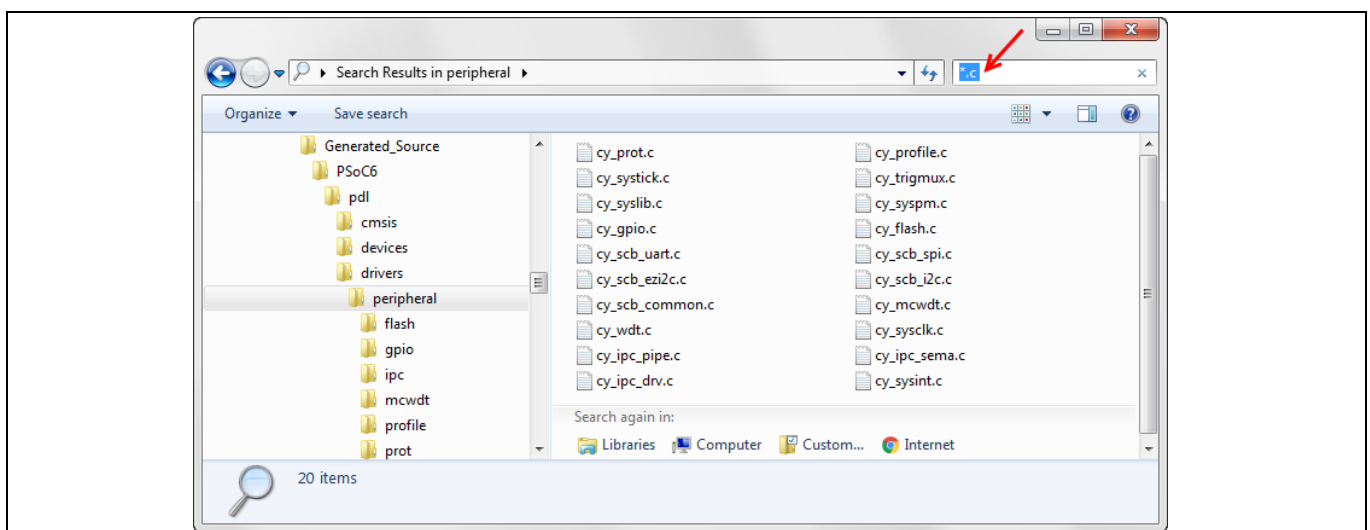 Search Results in peripheral
*.c
Organize
Save search
Generated_Source
PSoC6
pdl
cmsis
devices
drivers
peripheral
flash
gpio
ipc
mcwdt
profile
prot
cy_prot.c
cy_profile.c
cy_systick.c
cy_trigmux.c
cy_syslib.c
cy_syspm.c
cy_gpio.c
cy_flash.c
cy_scb_uart.c
cy_scb_spi.c
cy_scb_ezi2c.c
cy_scb_i2c.c
cy_scb_common.c
cy_mcwdt.c
cy_wdt.c
cy_sysclk.c
cy_ipc_pipe.c
cy_ipc_sema.c
cy_ipc_drv.c
cy_sysint.c
Search again in:
Libraries Computer Custom... Internet
20 items